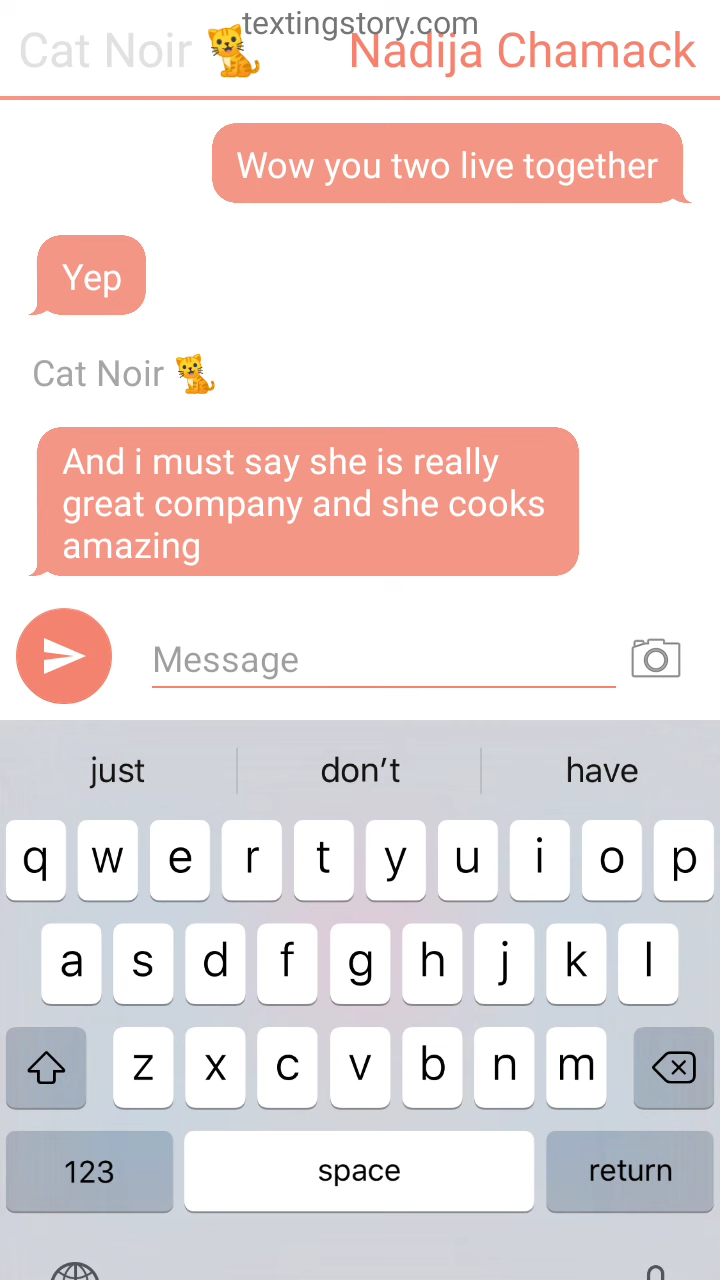 textingstory.com
Cat Noir 🐈 Nadija Chamack
Wow you two live together
Yep
Cat Noir 🐈
And i must say she is really
great company and she cooks
amazing
Message
just don't have
q w e r t y u i o p
a s d f g h j k l
z x c v b n m
123 space return